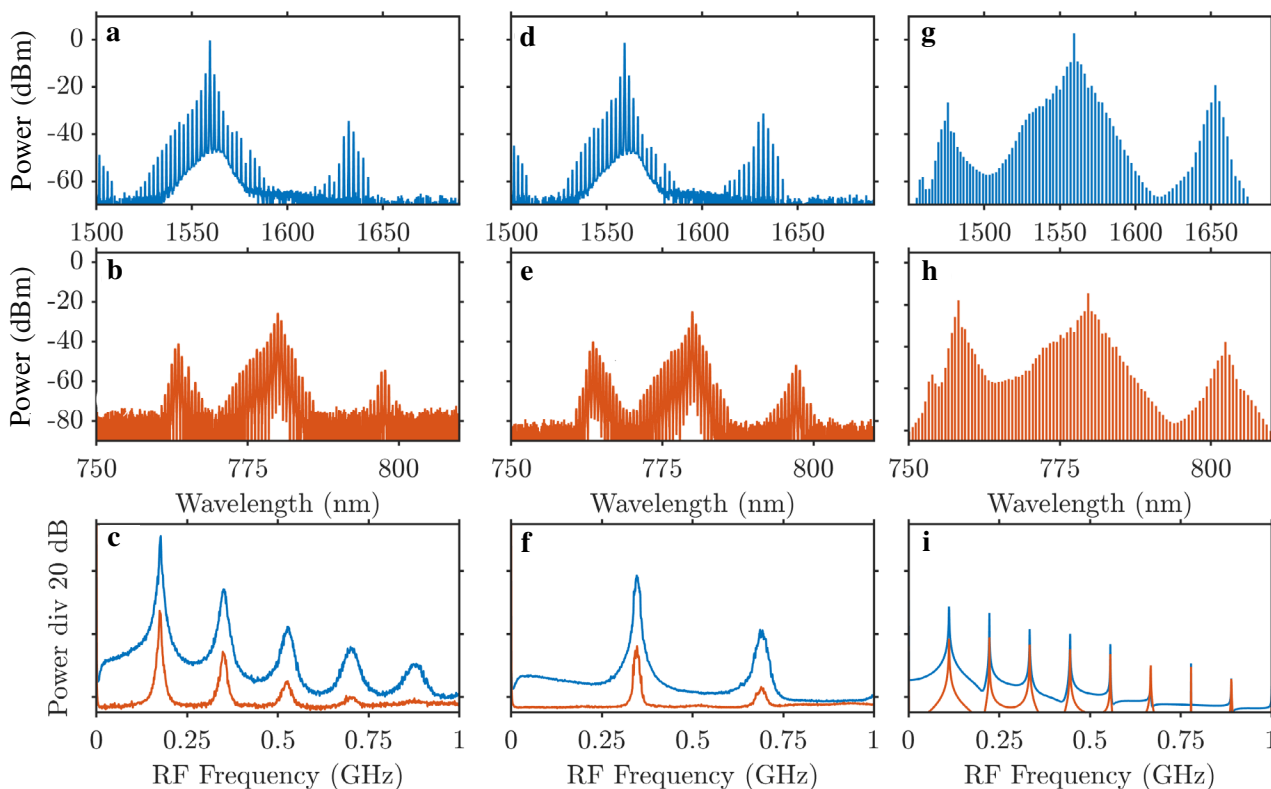 a
d
g
Power (dBm)
0
-20
-40
-60
1500 1550 1600 1650
1500 1550 1600 1650
1500 1550 1600 1650
b
e
h
Power (dBm)
0
-20
-40
-60
-80
750 775 800
750 775 800
750 775 800
Wavelength (nm)
Wavelength (nm)
Wavelength (nm)
c
f
i
Power div 20 dB
0 0.25 0.5 0.75 1
0 0.25 0.5 0.75 1
0 0.25 0.5 0.75 1
RF Frequency (GHz)
RF Frequency (GHz)
RF Frequency (GHz)